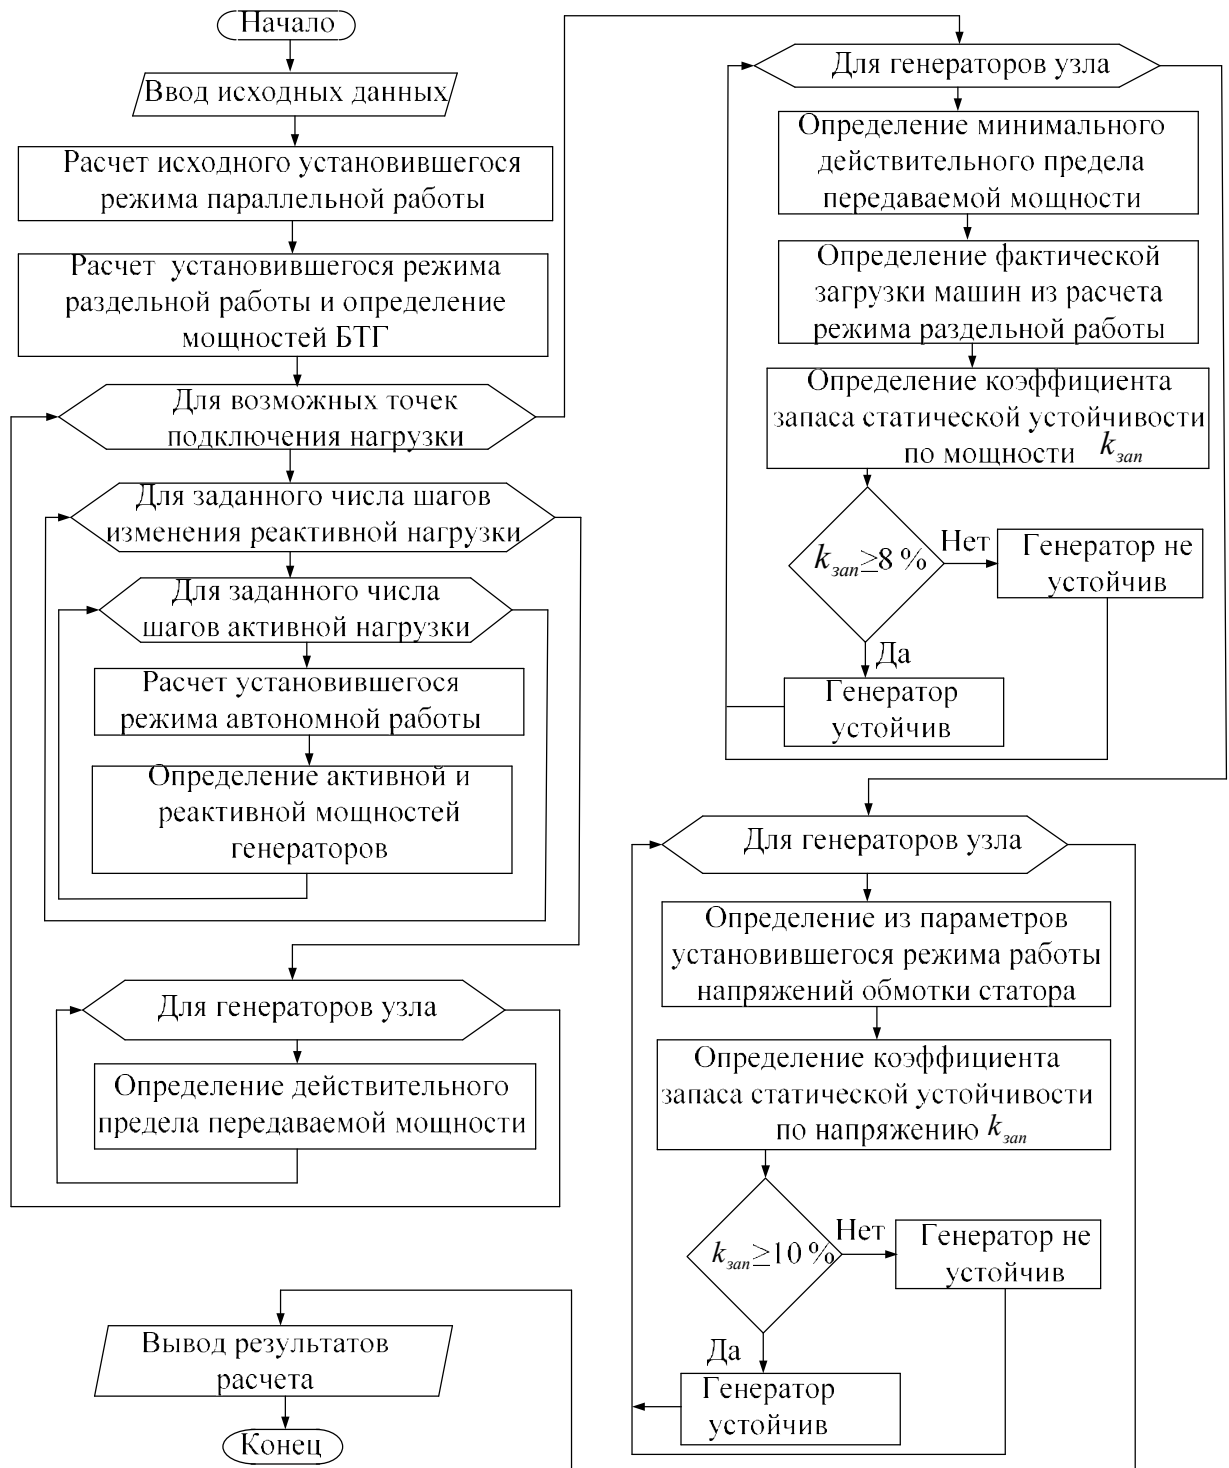 Начало
Ввод исходных данных
Расчет исходного установившегося
режима параллельной работы
Расчет установившегося режима
раздельной работы и определение
мощностей БТГ
Для возможных точек
подключения нагрузки
Для заданного числа шагов
изменения реактивной нагрузки
Для заданного числа
шагов активной нагрузки
Расчет установившегося
режима автономной работы
Определение активной и
реактивной мощностей
генераторов
Для генераторов узла
Определение действительного
предела передаваемой мощности
Для генераторов узла
Определение минимального
действительного предела
передаваемой мощности
Определение фактической
загрузки машин из расчета
режима раздельной работы
Определение коэффициента
запаса статической устойчивости
по мощности kзап
kзап≥8 %
Нет
Генератор не
устойчив
Да
Генератор
устойчив
Для генераторов узла
Определение из параметров
установившегося режима работы
напряжений обмотки статора
Определение коэффициента
запаса статической устойчивости
по напряжению kзап
kзап≥10 %
Нет
Генератор не
устойчив
Да
Генератор
устойчив
Вывод результатов
расчета
Конец